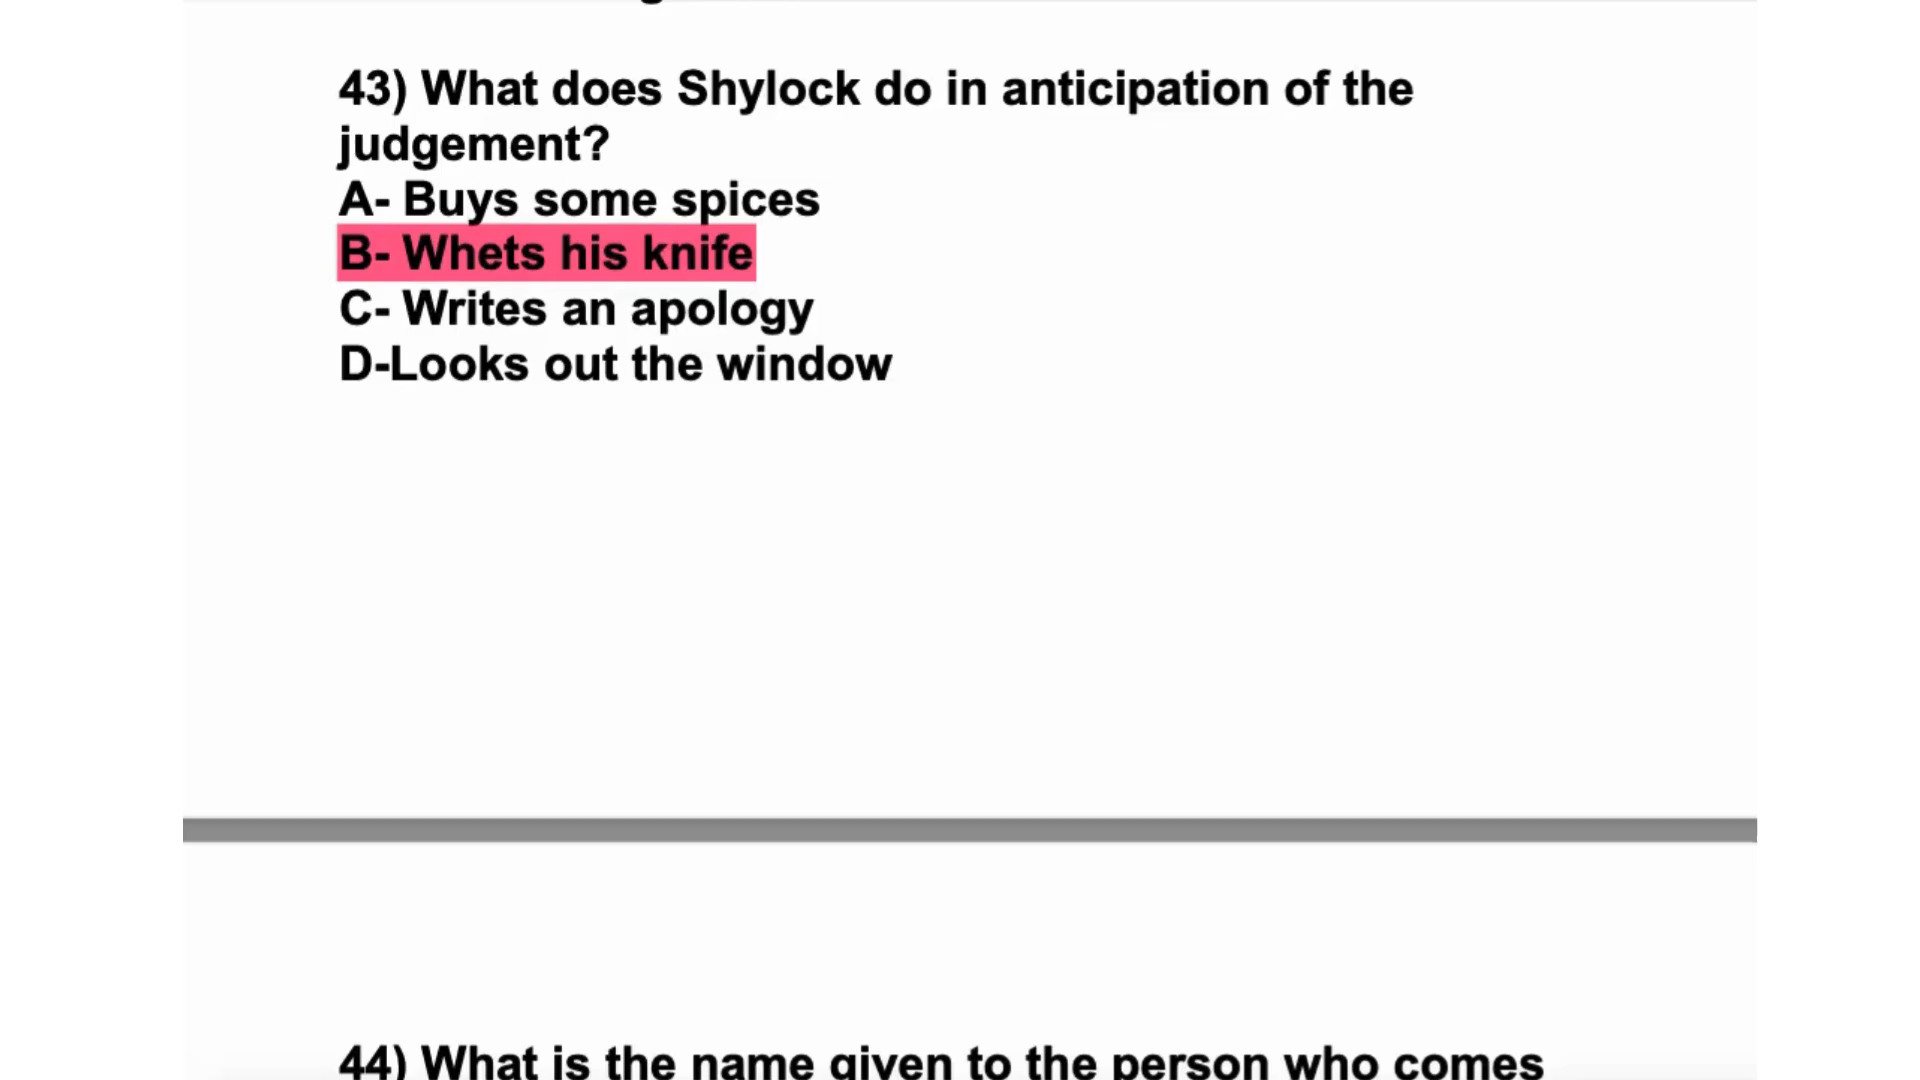 43) What does Shylock do in anticipation of the
judgement?
A- Buys some spices
B- Whets his knife
C- Writes an apology
D-Looks out the window
44) What is the name given to the person who comes